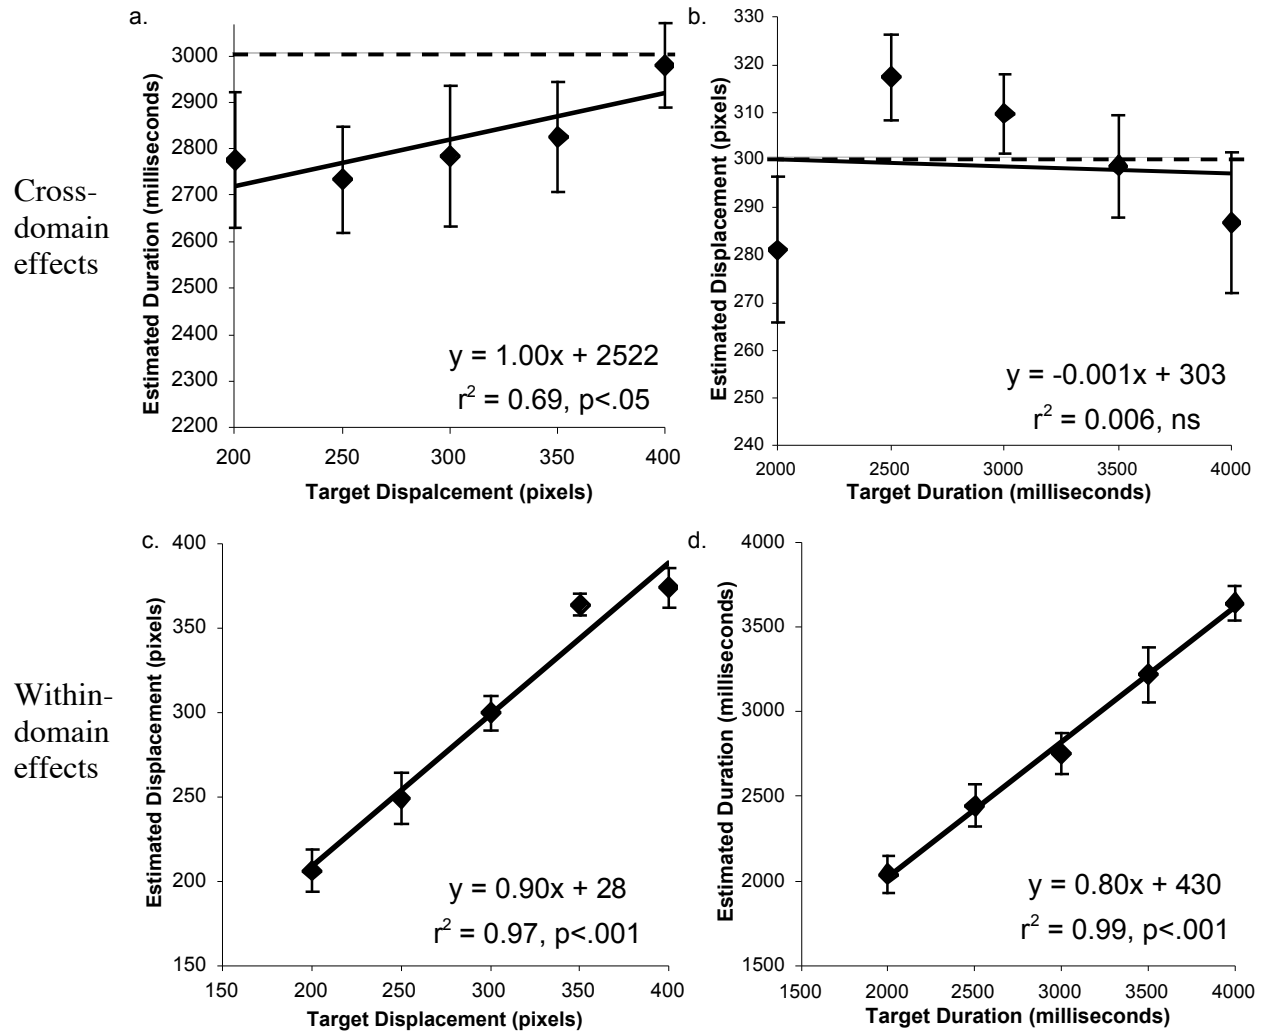 Cross-
domain
effects
a.
Estimated Duration (milliseconds)
3000
2900
2800
2700
2600
2500
2400
2300
2200
y = 1.00x + 2522
r² = 0.69, p<.05
200 250 300 350 400
Target Dispalcement (pixels)
b.
Estimated Displacement (pixels)
330
320
310
300
290
280
270
260
250
240
y = -0.001x + 303
r² = 0.006, ns
2000 2500 3000 3500 4000
Target Duration (milliseconds)
Within-
domain
effects
c.
Estimated Displacement (pixels)
400
350
300
250
200
150
y = 0.90x + 28
r² = 0.97, p<.001
150 200 250 300 350 400
Target Displacement (pixels)
d.
Estimated Duration (milliseconds)
4000
3500
3000
2500
2000
1500
y = 0.80x + 430
r² = 0.99, p<.001
1500 2000 2500 3000 3500 4000
Target Duration (milliseconds)